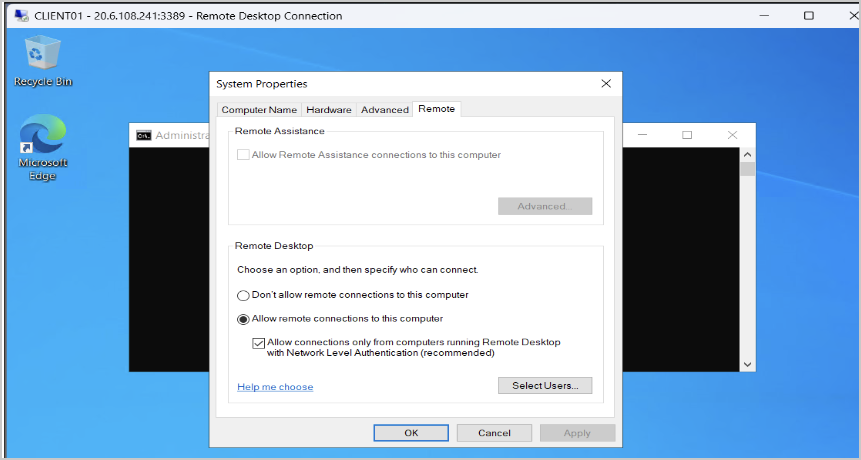 CLIENT01 - 20.6.108.241:3389 - Remote Desktop Connection
Recycle Bin
Microsoft
Edge
Administra
System Properties
Computer Name
Hardware
Advanced
Remote
Remote Assistance
Allow Remote Assistance connections to this computer
Advanced...
Remote Desktop
Choose an option, and then specify who can connect.
Don't allow remote connections to this computer
Allow remote connections to this computer
Allow connections only from computers running Remote Desktop
with Network Level Authentication (recommended)
Help me choose
Select Users...
OK
Cancel
Apply